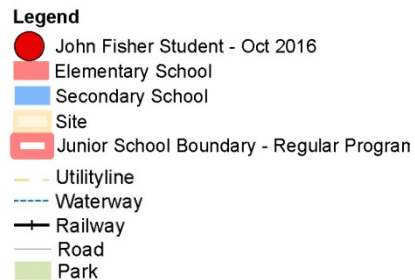 Legend
John Fisher Student - Oct 2016
Elementary School
Secondary School
Site
Junior School Boundary - Regular Program
Utilityline
Waterway
Railway
Road
Park